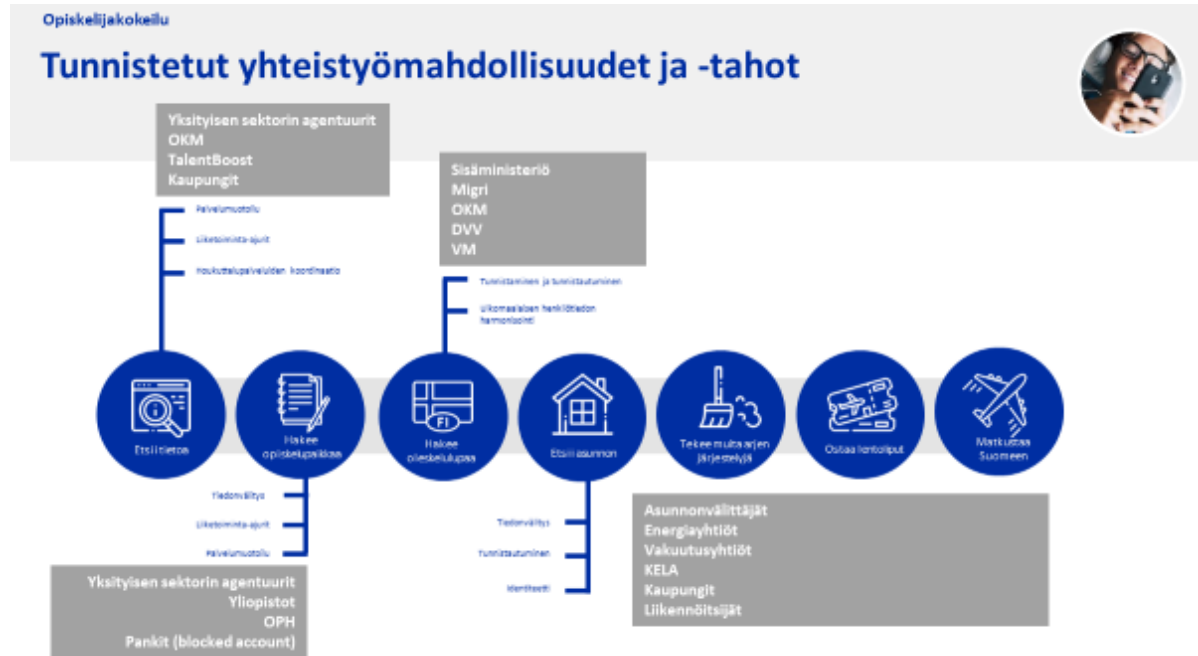 Opiskelijakokeilu
Tunnistetut yhteistyömahdollisuudet ja -tahot
Yksityisen sektorin agentuurit
OKM
TalentBoost
Kaupungit
Palvelumuotoilu
Liiketoiminta-ajurit
Houkuttelupalveluiden koordinaatio
Sisäministeriö
Migri
OKM
DVV
VM
Tunnistaminen ja tunnistautuminen
Ulkomaalaisen henkilötiedon
harmonisointi
Etsii tietoa
Hakee
opiskelupaikkaa
Hakee
oleskelulupaa
FI
Etsii asunnon
Tekee muita arjen
järjestelyjä
Ostaa lentoliput
Matkustaa
Suomeen
Tiedonvälitys
Liiketoiminta-ajurit
Palvelumuotoilu
Yksityisen sektorin agentuurit
Yliopistot
OPH
Pankit (blocked account)
Tiedonvälitys
Tunnistautuminen
Identiteetti
Asunnonvälittäjät
Energiayhtiöt
Vakuutusyhtiöt
KELA
Kaupungit
Liikennöitsijät